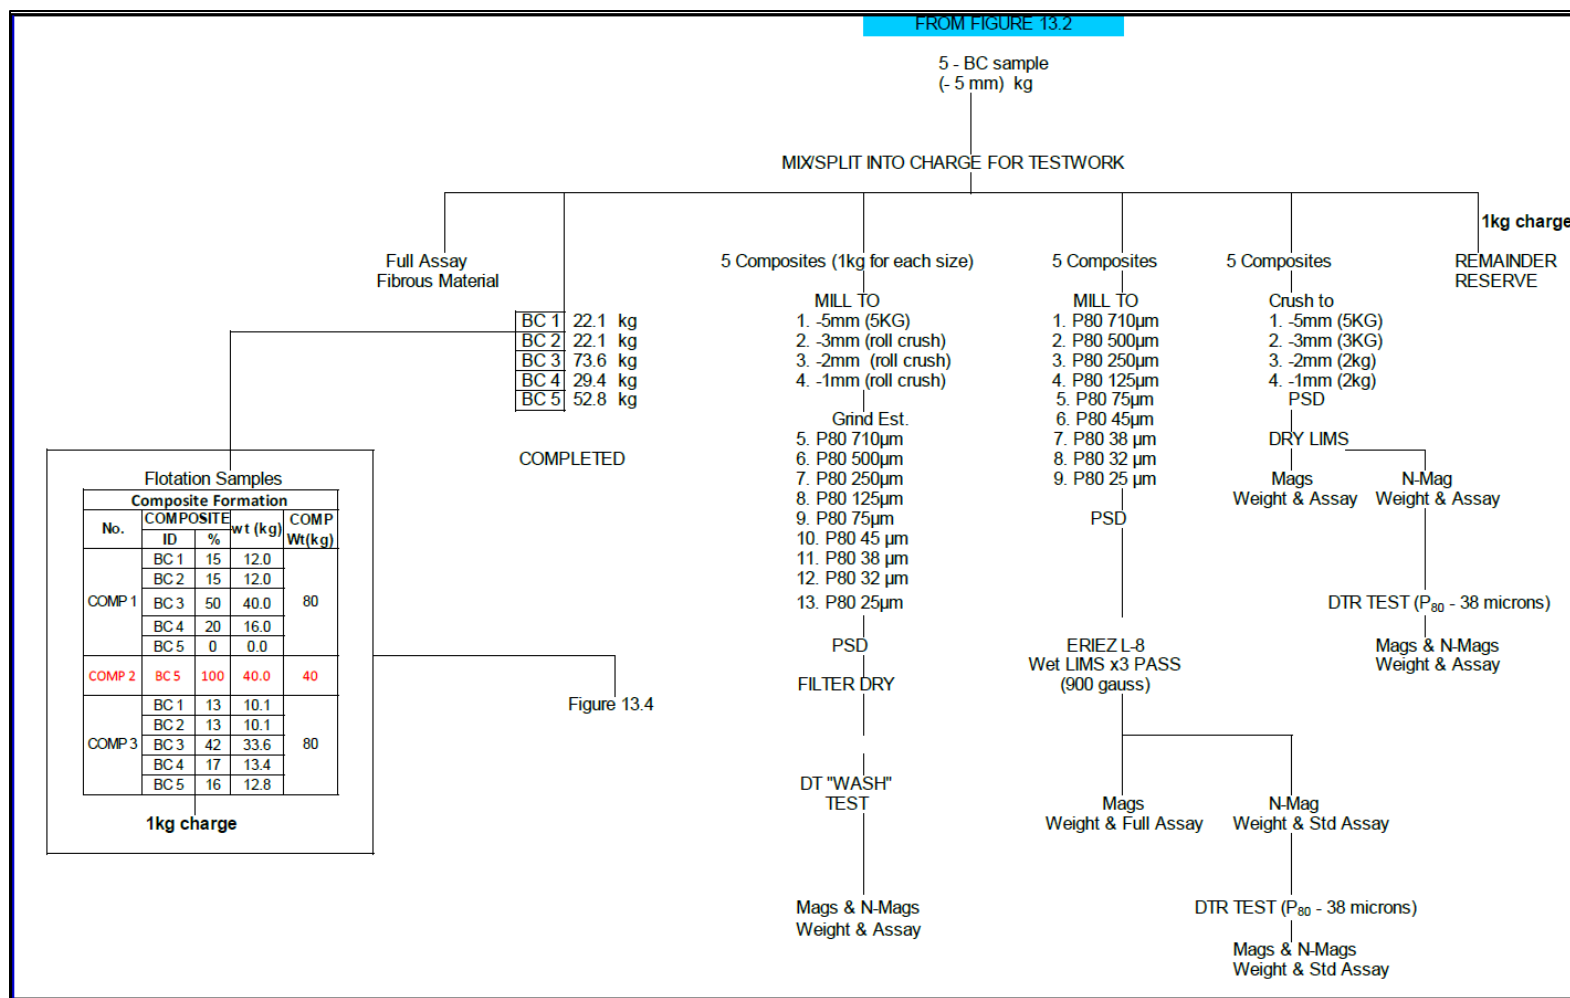 FROM FIGURE 13.2
5 - BC sample
(- 5 mm) kg
MIX/SPLIT INTO CHARGE FOR TESTWORK
1kg charge
Full Assay
Fibrous Material
BC 1 22.1 kg
BC 2 22.1 kg
BC 3 73.6 kg
BC 4 29.4 kg
BC 5 52.8 kg
COMPLETED
Flotation Samples
Composite Formation
No. COMPOSITE wt (kg) COMP
ID % Wt(kg)
BC 1 15 12.0
BC 2 15 12.0
COMP 1 BC 3 50 40.0 80
BC 4 20 16.0
BC 5 0 0.0
COMP 2 BC 5 100 40.0 40
BC 1 13 10.1
BC 2 13 10.1
COMP 3 BC 3 42 33.6 80
BC 4 17 13.4
BC 5 16 12.8
1kg charge
Figure 13.4
5 Composites (1kg for each size)
MILL TO
1. -5mm (5KG)
2. -3mm (roll crush)
3. -2mm (roll crush)
4. -1mm (roll crush)
Grind Est.
5. P80 710µm
6. P80 500µm
7. P80 250µm
8. P80 125µm
9. P80 75µm
10. P80 45 µm
11. P80 38 µm
12. P80 32 µm
13. P80 25µm
PSD
FILTER DRY
DT "WASH"
TEST
Mags & N-Mags
Weight & Assay
5 Composites
MILL TO
1. P80 710µm
2. P80 500µm
3. P80 250µm
4. P80 125µm
5. P80 75µm
6. P80 45µm
7. P80 38 µm
8. P80 32 µm
9. P80 25 µm
PSD
ERIEZ L-8
Wet LIMS x3 PASS
(900 gauss)
Mags
Weight & Full Assay
N-Mag
Weight & Std Assay
DTR TEST (P80 - 38 microns)
Mags & N-Mags
Weight & Std Assay
5 Composites
Crush to
1. -5mm (5KG)
2. -3mm (3KG)
3. -2mm (2kg)
4. -1mm (2kg)
PSD
DRY LIMS
Mags
Weight & Assay
N-Mag
Weight & Assay
DTR TEST (P80 - 38 microns)
Mags & N-Mags
Weight & Assay
REMAINDER
RESERVE